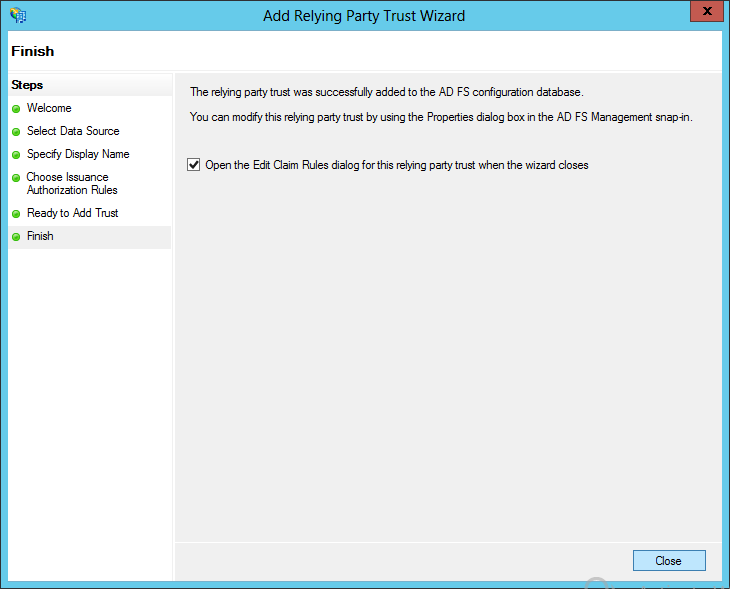 Add Relying Party Trust Wizard
X
Finish
Steps
Welcome
Select Data Source
Specify Display Name
Choose Issuance
Authorization Rules
Ready to Add Trust
Finish
The relying party trust was successfully added to the AD FS configuration database.
You can modify this relying party trust by using the Properties dialog box in the AD FS Management snap-in.
Open the Edit Claim Rules dialog for this relying party trust when the wizard closes
Close